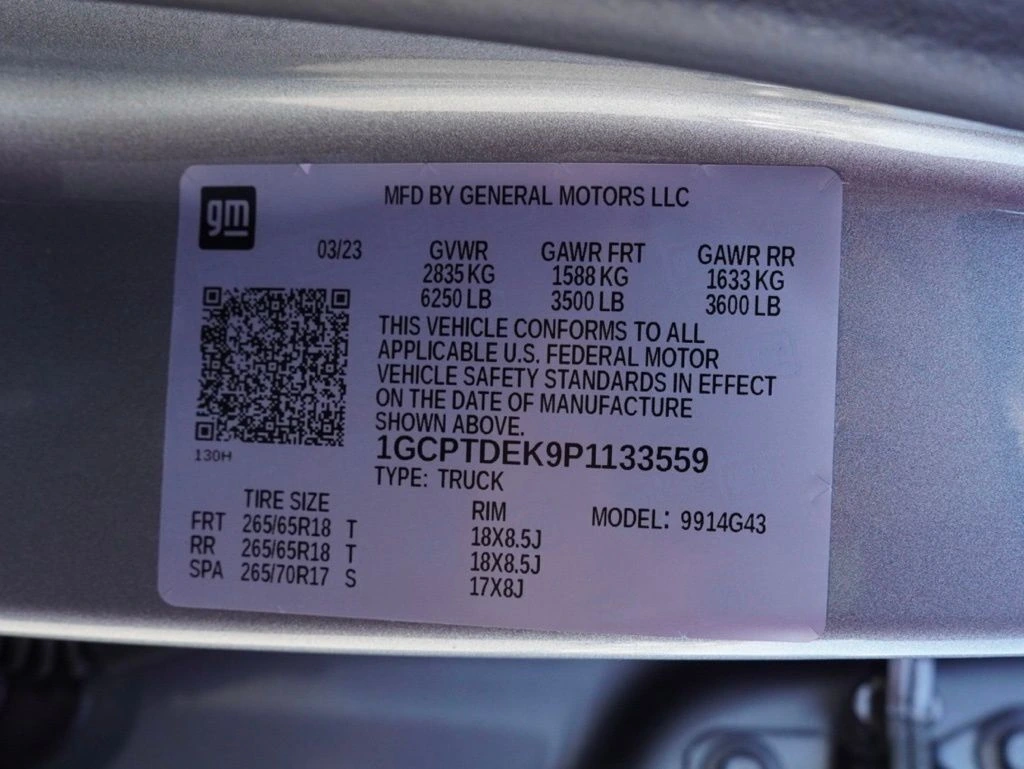 gm
MFD BY GENERAL MOTORS LLC
03/23 GVWR GAWR FRT GAWR RR
2835 KG 1588 KG 1633 KG
6250 LB 3500 LB 3600 LB
THIS VEHICLE CONFORMS TO ALL
APPLICABLE U.S. FEDERAL MOTOR
VEHICLE SAFETY STANDARDS IN EFFECT
ON THE DATE OF MANUFACTURE
SHOWN ABOVE.
130H
1GCPTDEK9P1133559
TYPE: TRUCK
TIRE SIZE RIM MODEL: 9914G43
FRT 265/65R18 T 18X8.5J
RR 265/65R18 T 18X8.5J
SPA 265/70R17 S 17X8J